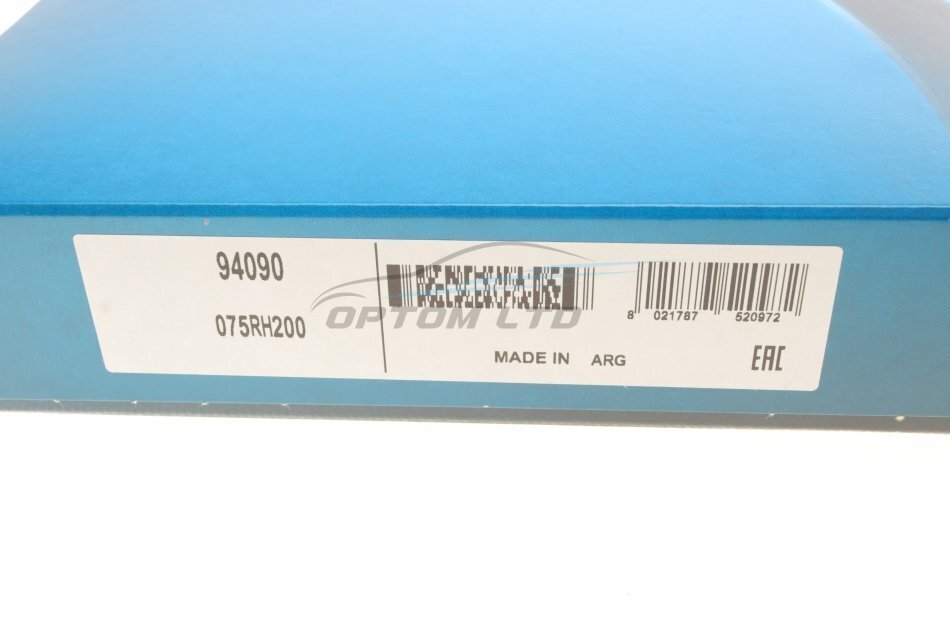 94090
075RH200
OPTOM LTD
8 021787 520972
MADE IN ARG
EAC